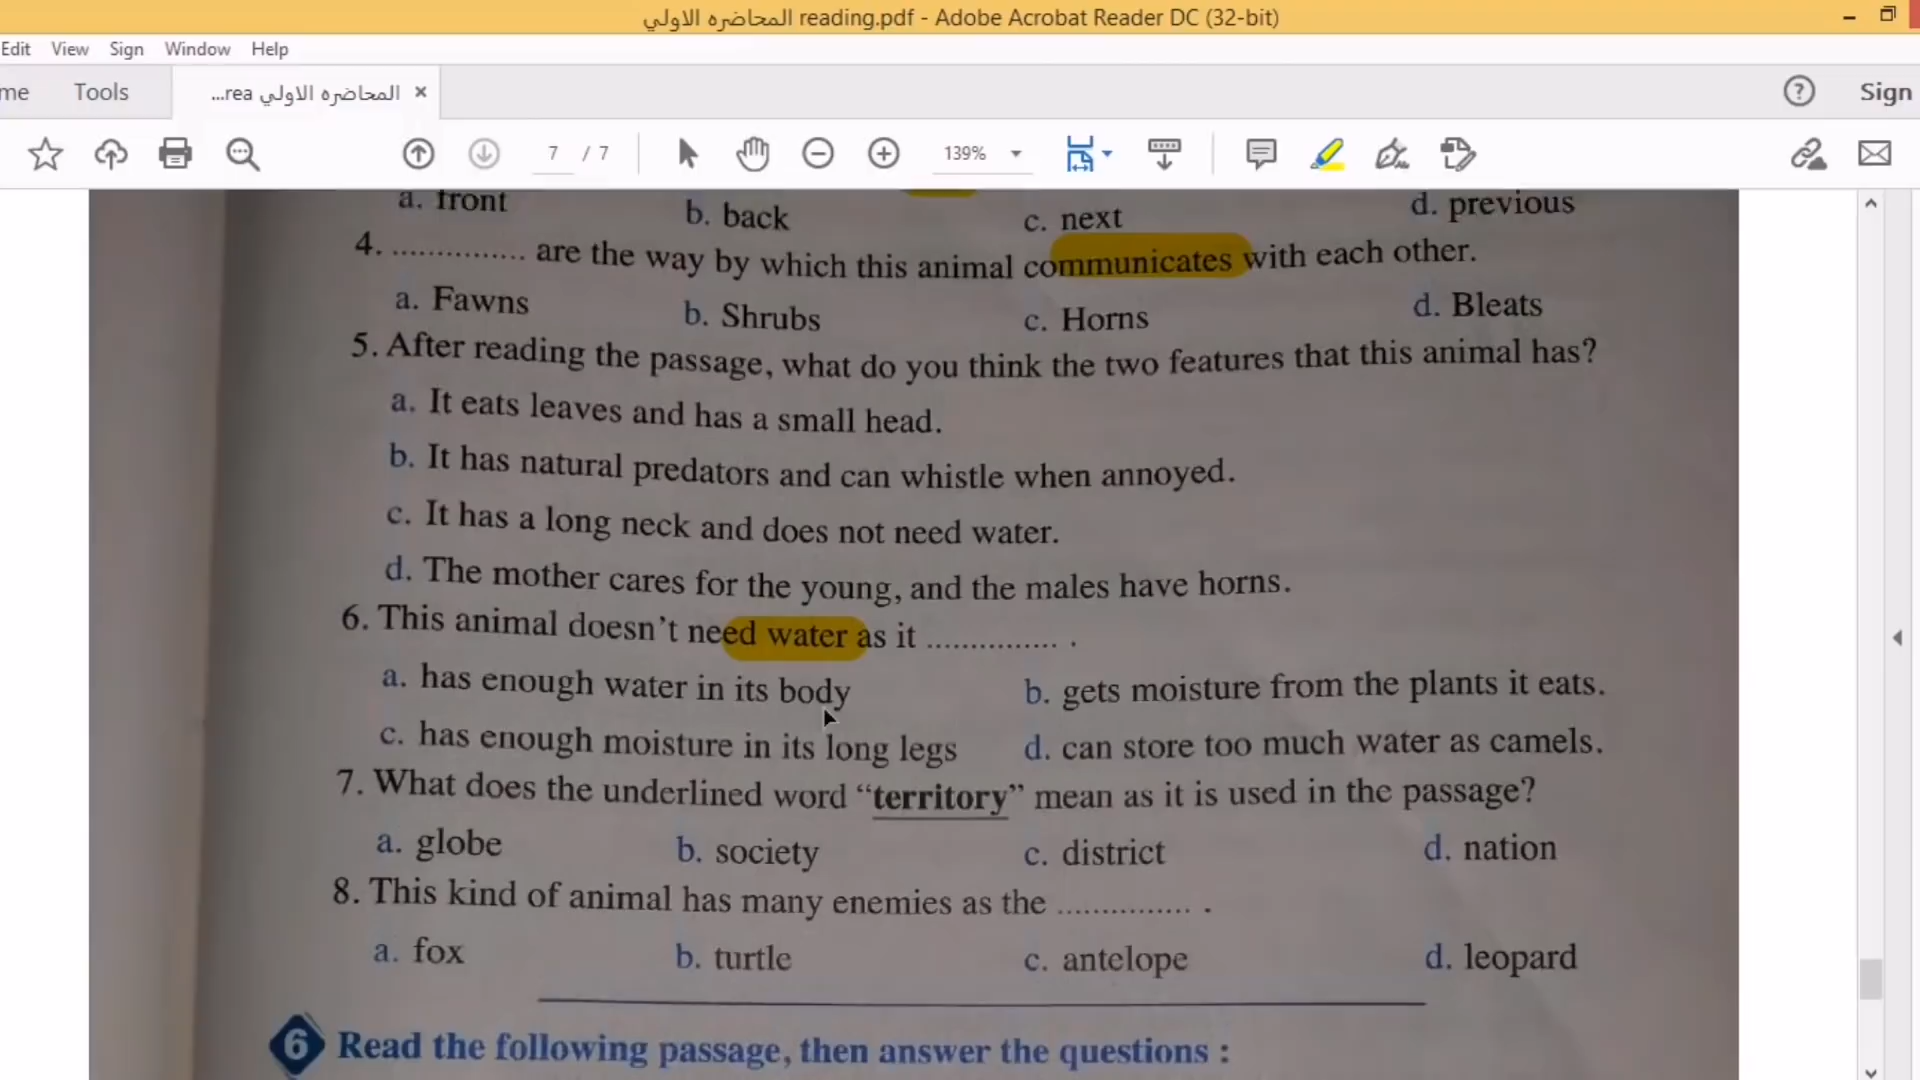 المحاضره الاولي reading.pdf - Adobe Acrobat Reader DC (32-bit)
Edit View Sign Window Help
me Tools المحاضره الاولي rea... × Sign
7 / 7 139%
a. front b. back c. next d. previous
4. ............... are the way by which this animal communicates with each other.
a. Fawns b. Shrubs c. Horns d. Bleats
5. After reading the passage, what do you think the two features that this animal has?
a. It eats leaves and has a small head.
b. It has natural predators and can whistle when annoyed.
c. It has a long neck and does not need water.
d. The mother cares for the young, and the males have horns.
6. This animal doesn't need water as it ............... .
a. has enough water in its body b. gets moisture from the plants it eats.
c. has enough moisture in its long legs d. can store too much water as camels.
7. What does the underlined word “territory” mean as it is used in the passage?
a. globe b. society c. district d. nation
8. This kind of animal has many enemies as the ............... .
a. fox b. turtle c. antelope d. leopard
6 Read the following passage, then answer the questions :